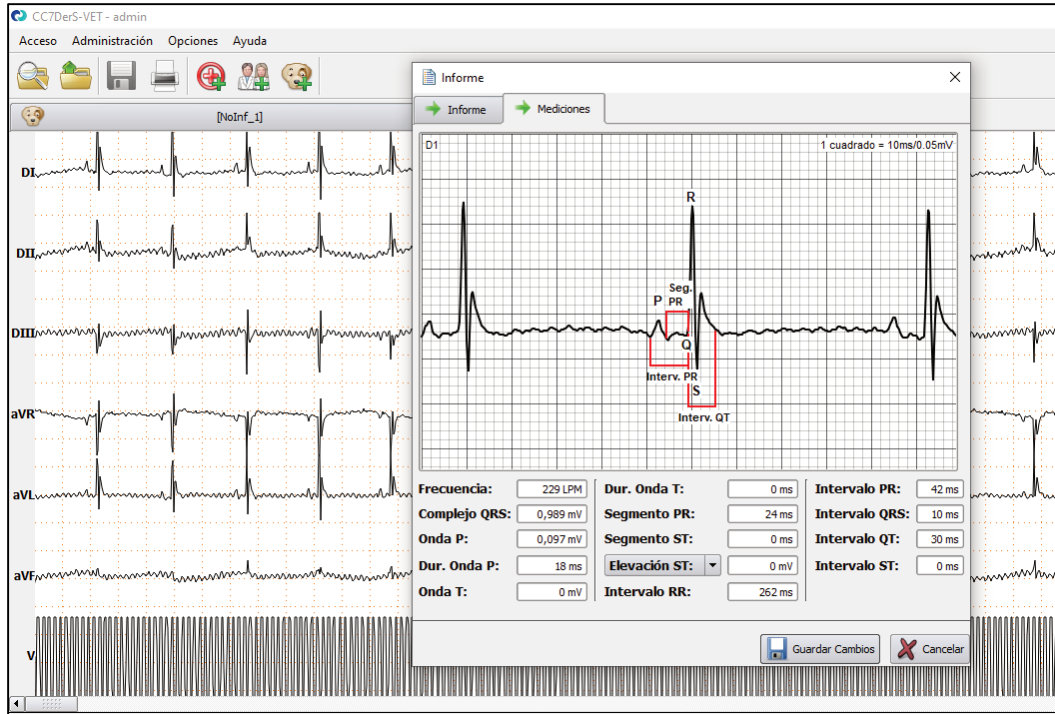 CC7DerS-VET - admin
Acceso Administración Opciones Ayuda
[NoInf_1]
DI
DII
DIII
aVR
aVL
aVF
V
Informe
Informe Mediciones
D1 1 cuadrado = 10ms/0.05mV
R
Seg.
P PR
Q
Interv. PR
S
Interv. QT
Frecuencia: 229 LPM Dur. Onda T: 0 ms Intervalo PR: 42 ms
Complejo QRS: 0,989 mV Segmento PR: 24 ms Intervalo QRS: 10 ms
Onda P: 0,097 mV Segmento ST: 0 ms Intervalo QT: 30 ms
Dur. Onda P: 18 ms Elevación ST: 0 mV Intervalo ST: 0 ms
Onda T: 0 mV Intervalo RR: 262 ms
Guardar Cambios Cancelar